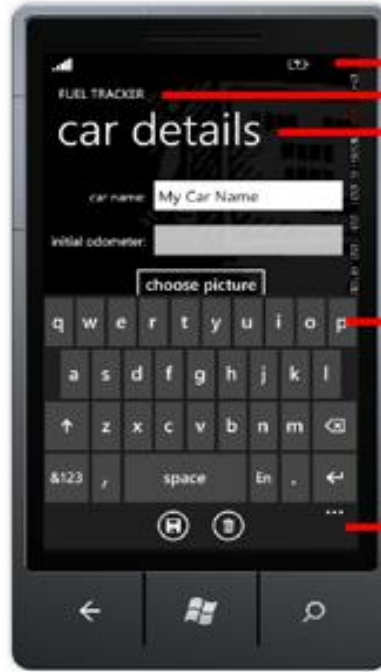 FUEL TRACKER
car details
car name: My Car Name
initial odometer:
choose picture
q w e r t y u i o p
a s d f g h j k l
z x c v b n m
&123 , space En .
...